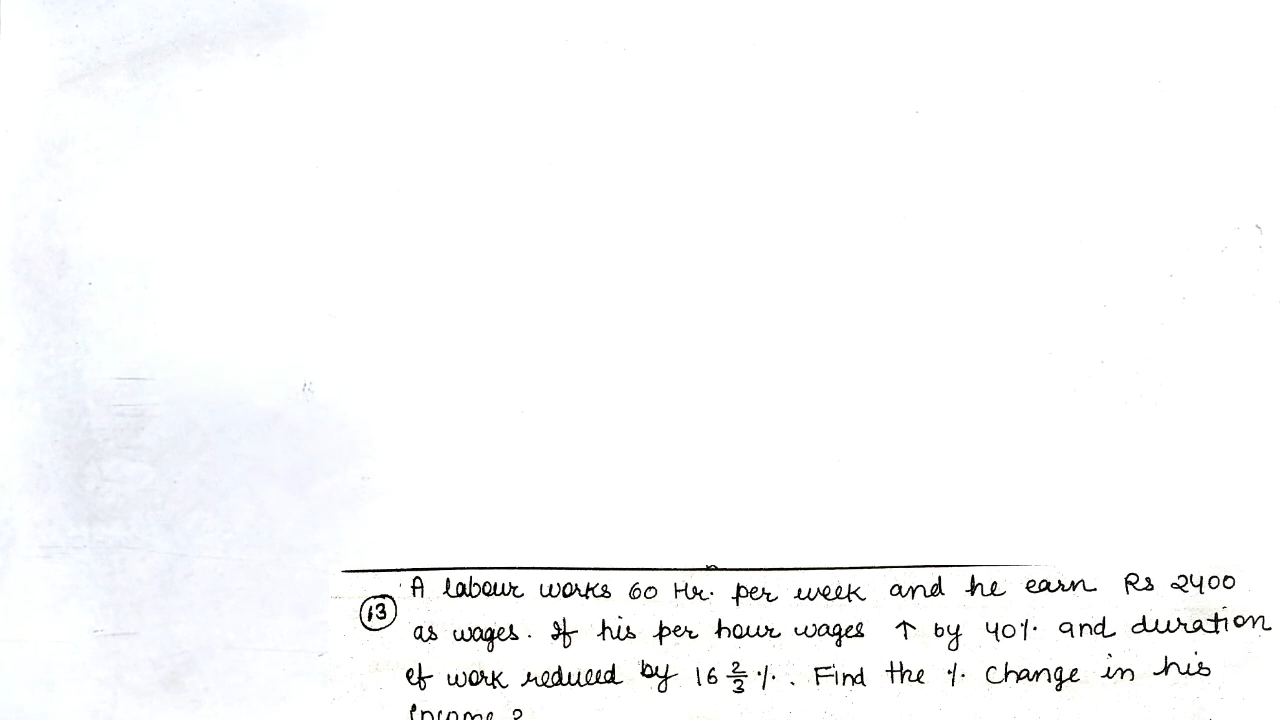 (13) A labour works 60 Hr. per week and he earn Rs 2400
as wages. If his per hour wages ↑ by 40%. and duration
of work reduced by 16 2/3 %. Find the % change in his
income?